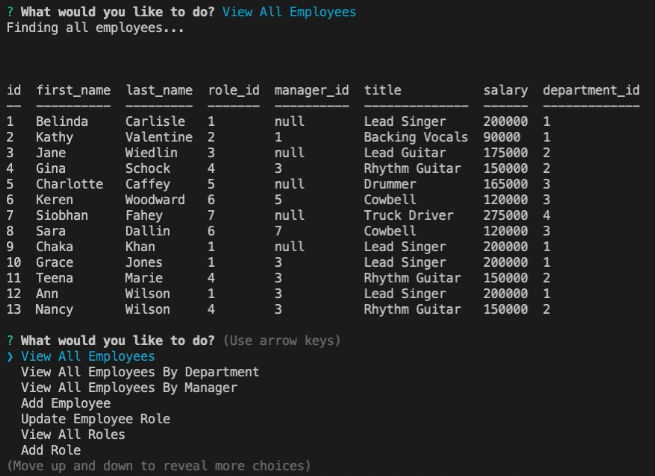 ? What would you like to do? View All Employees
Finding all employees...
id  first_name  last_name  role_id  manager_id  title           salary  department_id
──  ──────────  ─────────  ───────  ──────────  ──────────────  ──────  ─────────────
1   Belinda     Carlisle   1        null        Lead Singer     200000  1
2   Kathy       Valentine  2        1           Backing Vocals  90000   1
3   Jane        Wiedlin    3        null        Lead Guitar     175000  2
4   Gina        Schock     4        3           Rhythm Guitar   150000  2
5   Charlotte   Caffey     5        null        Drummer         165000  3
6   Keren       Woodward   6        5           Cowbell         120000  3
7   Siobhan     Fahey      7        null        Truck Driver    275000  4
8   Sara        Dallin     6        7           Cowbell         120000  3
9   Chaka       Khan       1        null        Lead Singer     200000  1
10  Grace       Jones      1        3           Lead Singer     200000  1
11  Teena       Marie      4        3           Rhythm Guitar   150000  2
12  Ann         Wilson     1        3           Lead Singer     200000  1
13  Nancy       Wilson     4        3           Rhythm Guitar   150000  2
? What would you like to do? (Use arrow keys)
❯ View All Employees
  View All Employees By Department
  View All Employees By Manager
  Add Employee
  Update Employee Role
  View All Roles
  Add Role
(Move up and down to reveal more choices)